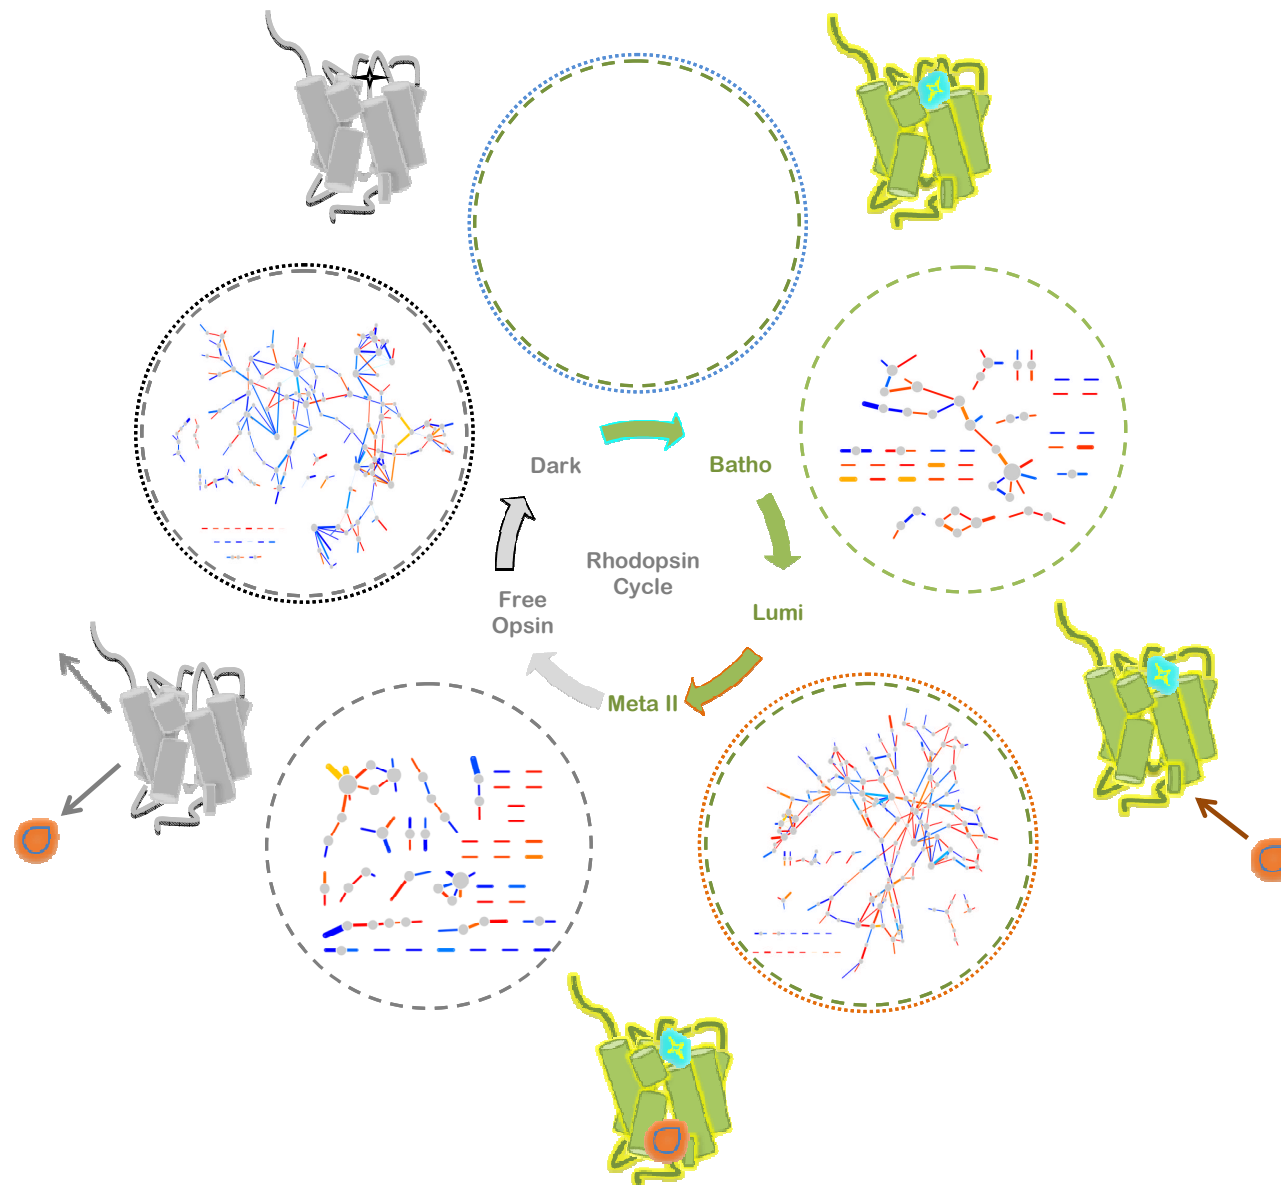 Dark
Batho
Rhodopsin
Cycle
Free
Opsin
Lumi
Meta II